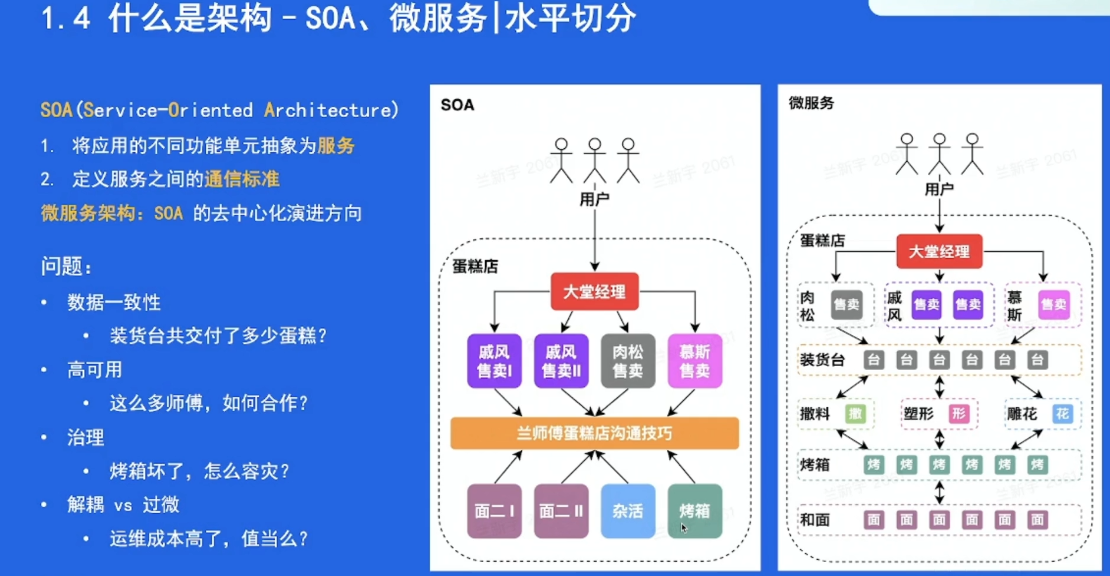 1.4 什么是架构 - SOA、微服务|水平切分
SOA(Service-Oriented Architecture)
1. 将应用的不同功能单元抽象为服务
2. 定义服务之间的通信标准
微服务架构：SOA 的去中心化演进方向
问题：
• 数据一致性
• 装货台共交付了多少蛋糕？
• 高可用
• 这么多师傅，如何合作？
• 治理
• 烤箱坏了，怎么容灾？
• 解耦 vs 过微
• 运维成本高了，值当么？
SOA
兰新宇 2061
用户
蛋糕店
大堂经理
戚风售卖I
戚风售卖II
肉松售卖
慕斯售卖
兰师傅蛋糕店沟通技巧
面二 I
面二 II
杂活
烤箱
微服务
兰新宇 2061
用户
蛋糕店
大堂经理
肉松 售卖
戚风 售卖 售卖
慕斯 售卖
装货台 台 台 台 台 台 台
撒料 撒
塑形 形
雕花 花
烤箱 烤 烤 烤 烤 烤 烤
和面 面 面 面 面 面 面